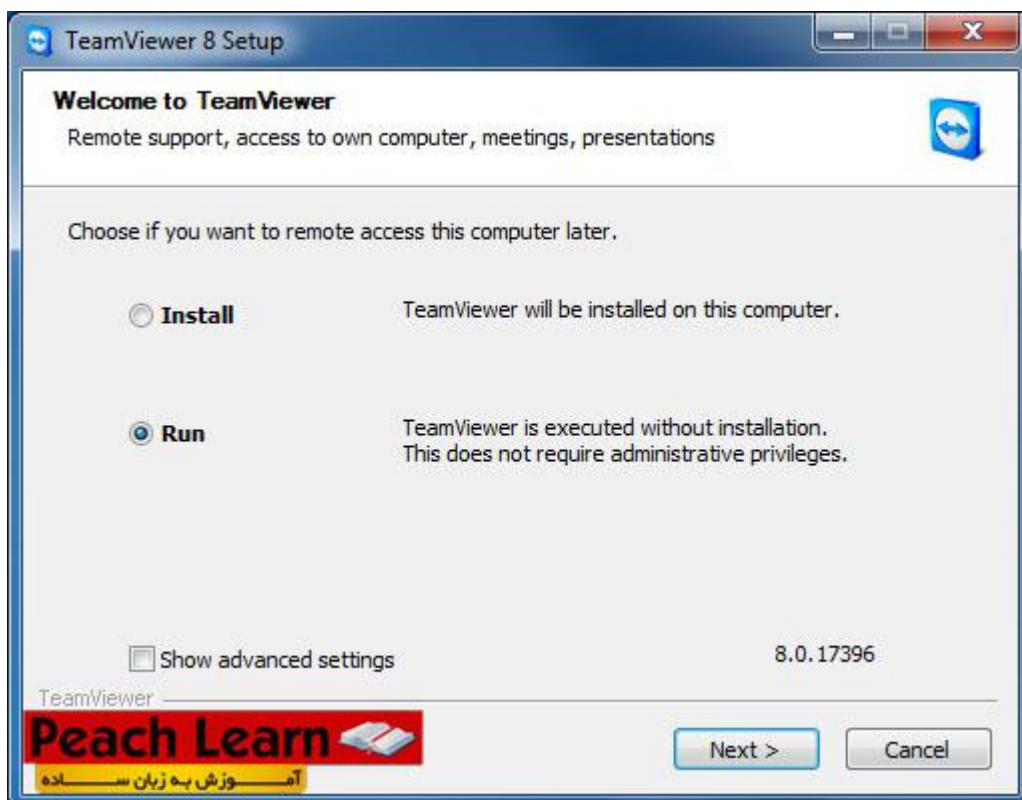 TeamViewer 8 Setup
Welcome to TeamViewer
Remote support, access to own computer, meetings, presentations
Choose if you want to remote access this computer later.
Install TeamViewer will be installed on this computer.
Run TeamViewer is executed without installation.
This does not require administrative privileges.
Show advanced settings 8.0.17396
TeamViewer
Peach Learn
آمـــوزش به زبان ســـاده
Next > Cancel